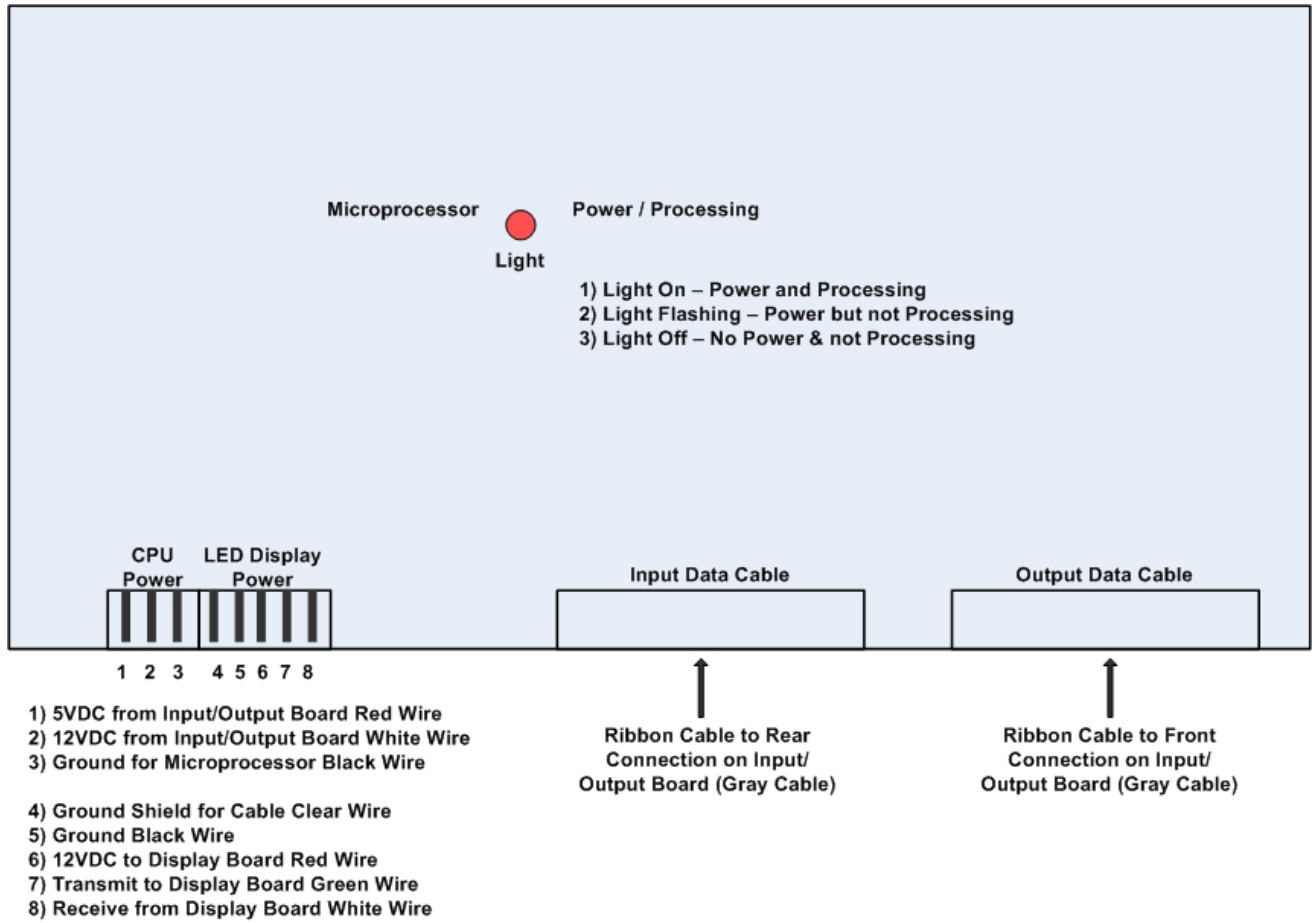 Microprocessor
Power / Processing
Light
1) Light On – Power and Processing
2) Light Flashing – Power but not Processing
3) Light Off – No Power & not Processing
CPU
Power
LED Display
Power
Input Data Cable
Output Data Cable
1 2 3 4 5 6 7 8
1) 5VDC from Input/Output Board Red Wire
2) 12VDC from Input/Output Board White Wire
3) Ground for Microprocessor Black Wire
4) Ground Shield for Cable Clear Wire
5) Ground Black Wire
6) 12VDC to Display Board Red Wire
7) Transmit to Display Board Green Wire
8) Receive from Display Board White Wire
Ribbon Cable to Rear
Connection on Input/
Output Board (Gray Cable)
Ribbon Cable to Front
Connection on Input/
Output Board (Gray Cable)